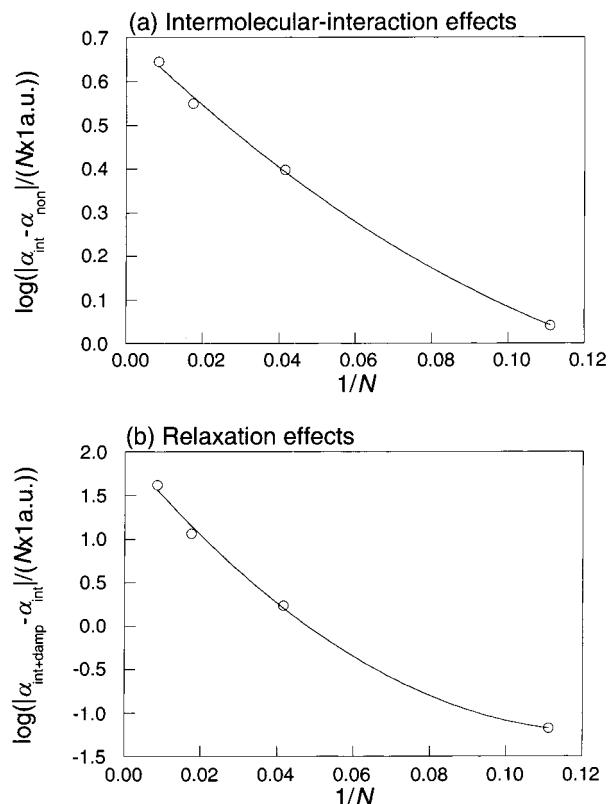 (a) Intermolecular-interaction effects
0.7
0.6
0.5
0.4
0.3
0.2
0.1
0.0
log(|α_int -α_non|/(Nx1a.u.))
0.00 0.02 0.04 0.06 0.08 0.10 0.12
1/N
(b) Relaxation effects
2.0
1.5
1.0
0.5
0.0
-0.5
-1.0
-1.5
log(|α_int+damp -α_int|/(Nx1a.u.))
0.00 0.02 0.04 0.06 0.08 0.10 0.12
1/N